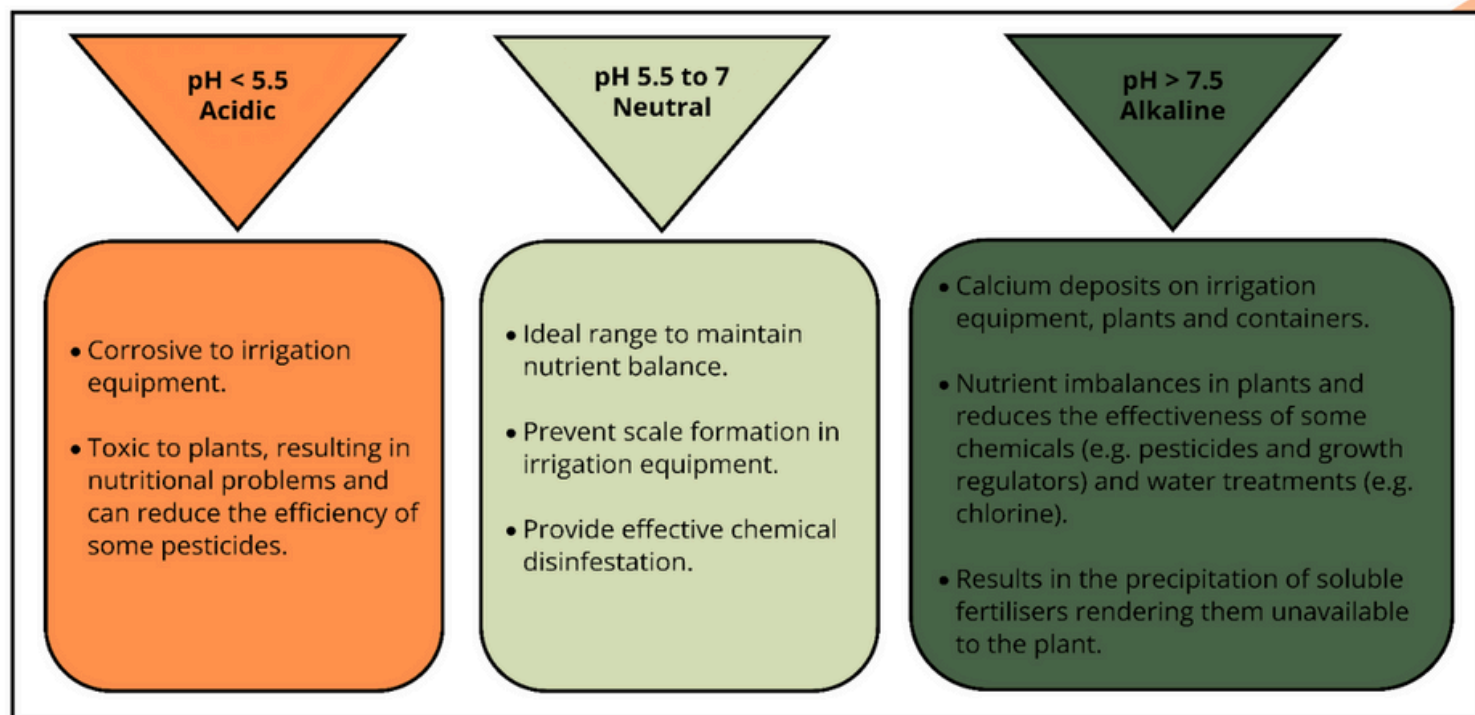 pH < 5.5
Acidic
• Corrosive to irrigation
equipment.
• Toxic to plants, resulting in
nutritional problems and
can reduce the efficiency of
some pesticides.
pH 5.5 to 7
Neutral
• Ideal range to maintain
nutrient balance.
• Prevent scale formation in
irrigation equipment.
• Provide effective chemical
disinfestation.
pH > 7.5
Alkaline
• Calcium deposits on irrigation
equipment, plants and containers.
• Nutrient imbalances in plants and
reduces the effectiveness of some
chemicals (e.g. pesticides and growth
regulators) and water treatments (e.g.
chlorine).
• Results in the precipitation of soluble
fertilisers rendering them unavailable
to the plant.